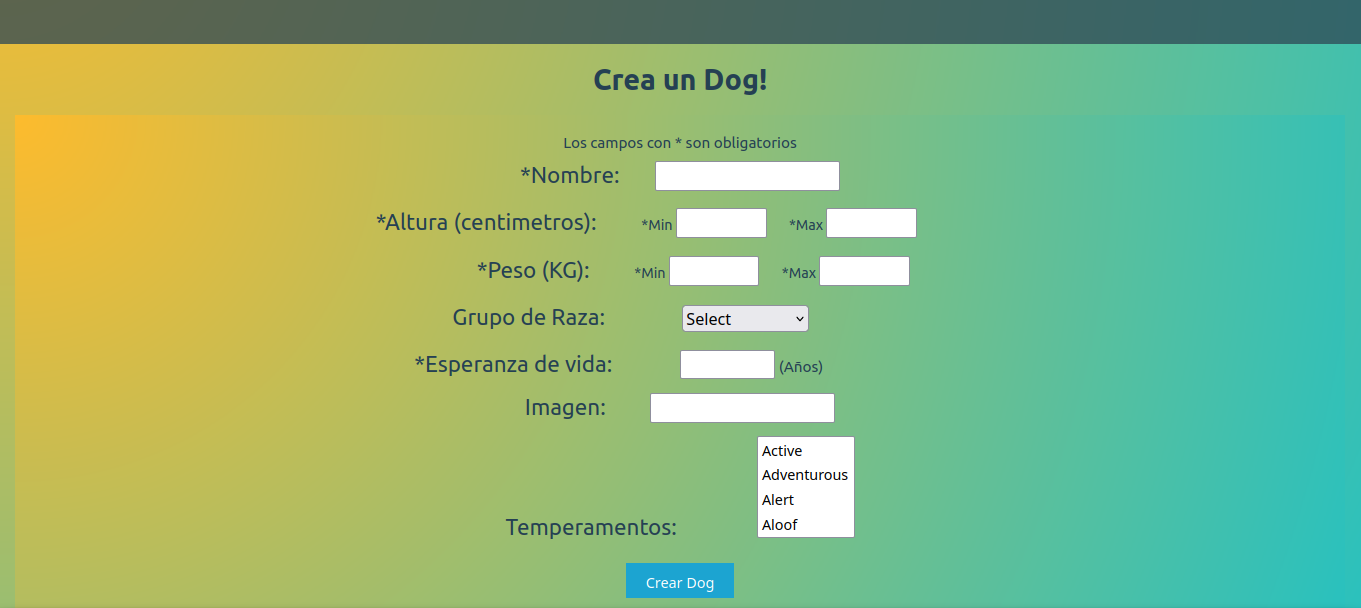 Crea un Dog!
Los campos con * son obligatorios
*Nombre:
*Altura (centimetros): *Min *Max
*Peso (KG): *Min *Max
Grupo de Raza: Select
*Esperanza de vida: (Años)
Imagen:
Active
Adventurous
Alert
Aloof
Temperamentos:
Crear Dog